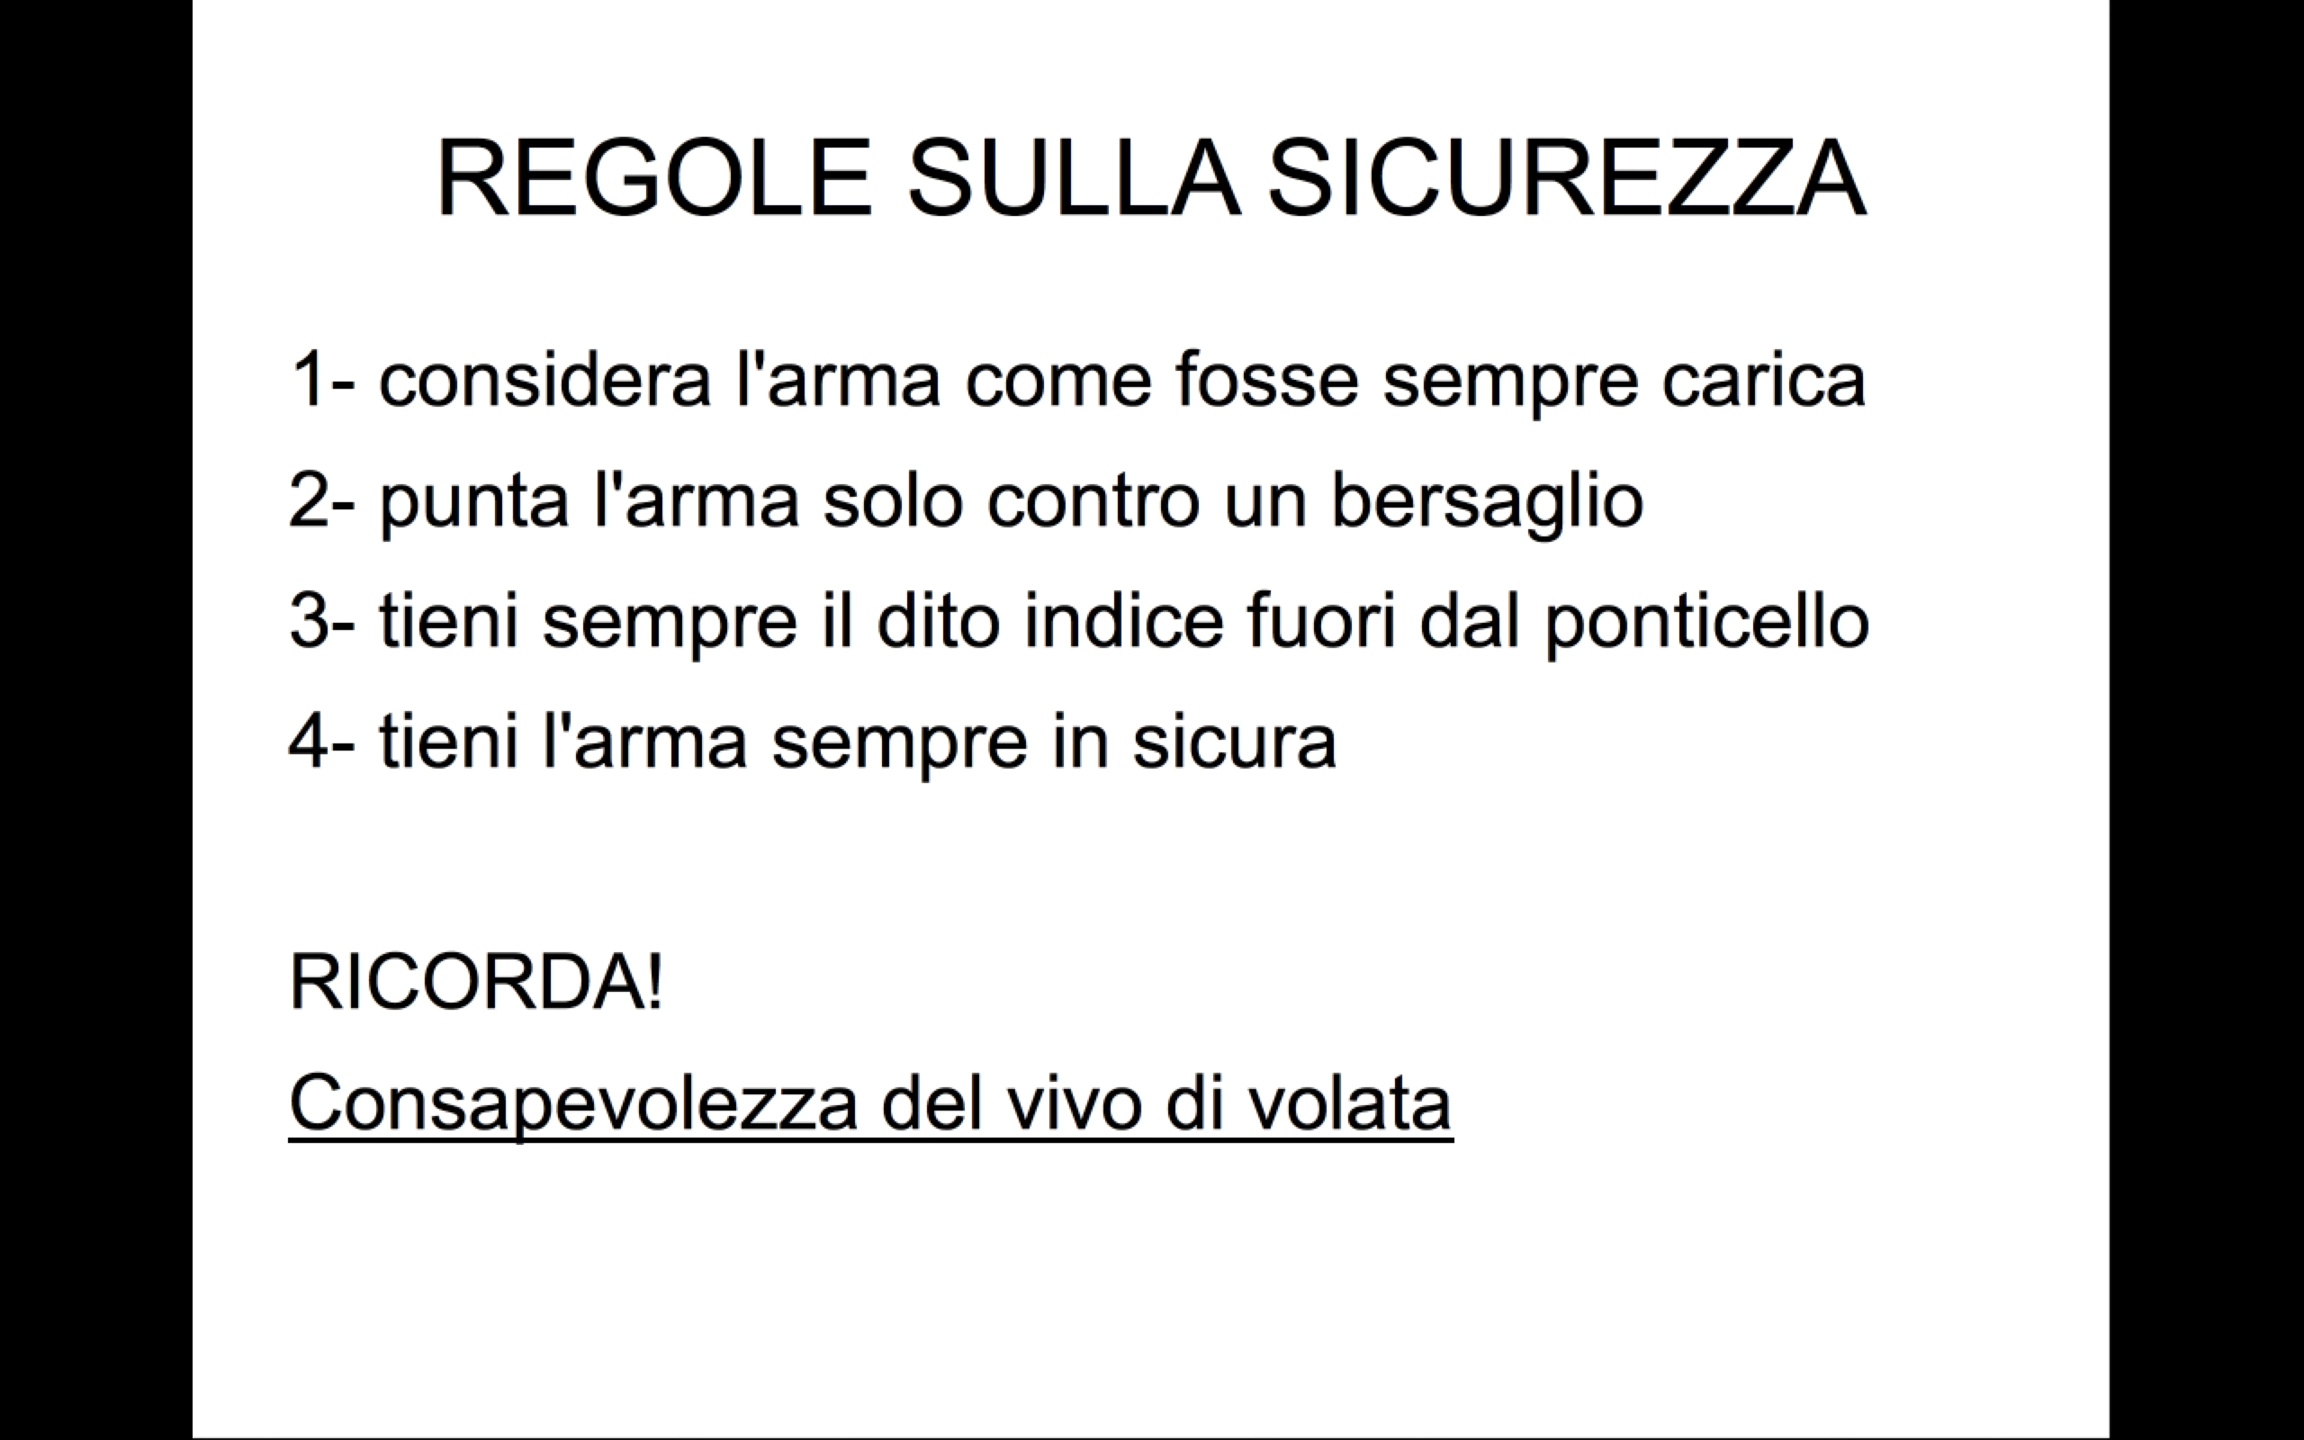 REGOLE SULLA SICUREZZA
1- considera l'arma come fosse sempre carica
2- punta l'arma solo contro un bersaglio
3- tieni sempre il dito indice fuori dal ponticello
4- tieni l'arma sempre in sicura
RICORDA!
Consapevolezza del vivo di volata